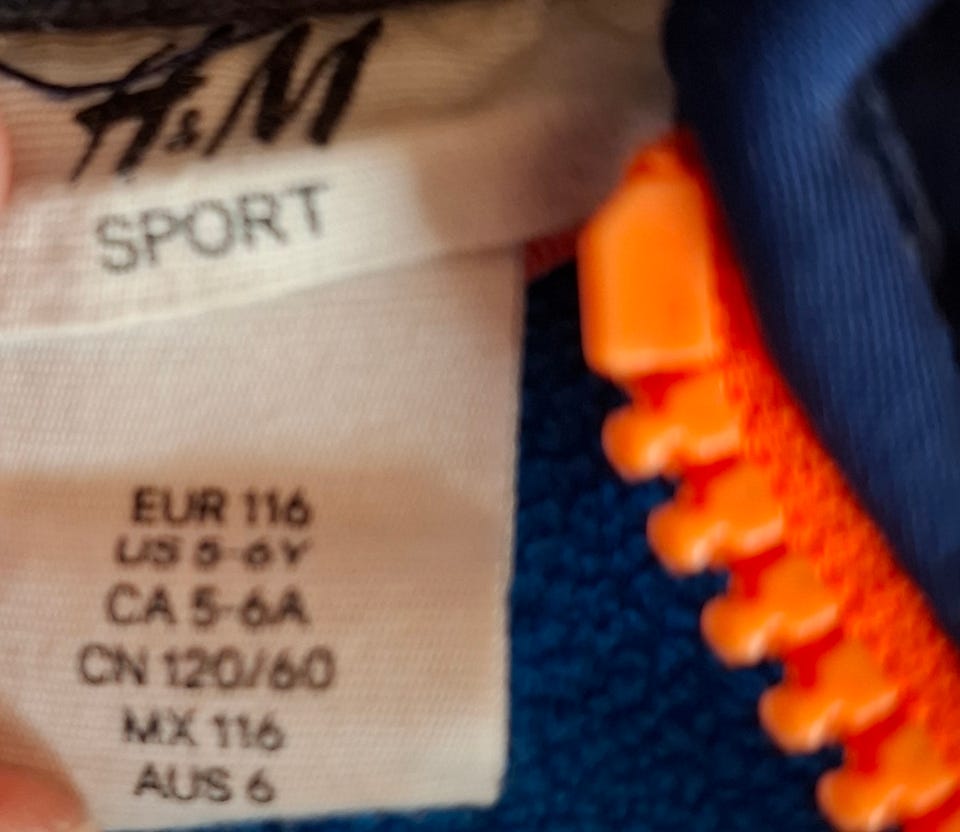 H&M
SPORT
EUR 116
US 5-6Y
CA 5-6A
CN 120/60
MX 116
AUS 6